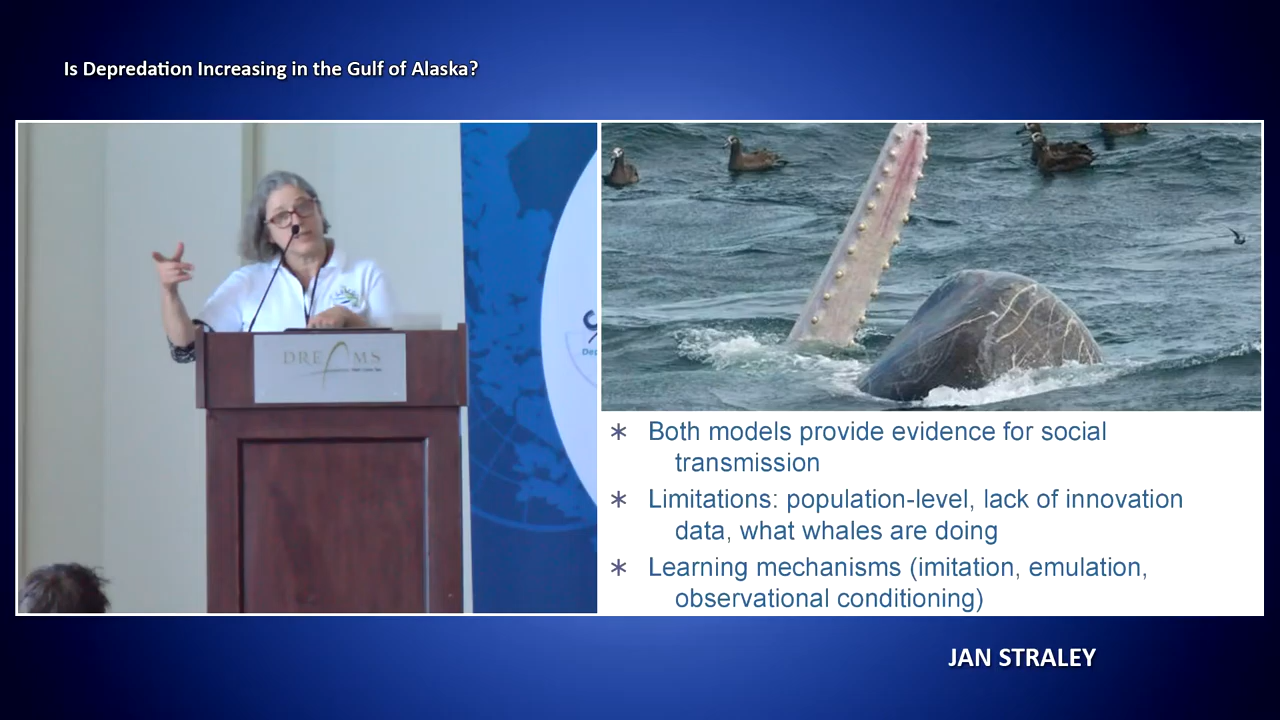 Is Depredation Increasing in the Gulf of Alaska?
DREAMS
∗ Both models provide evidence for social
transmission
∗ Limitations: population-level, lack of innovation
data, what whales are doing
∗ Learning mechanisms (imitation, emulation,
observational conditioning)
JAN STRALEY